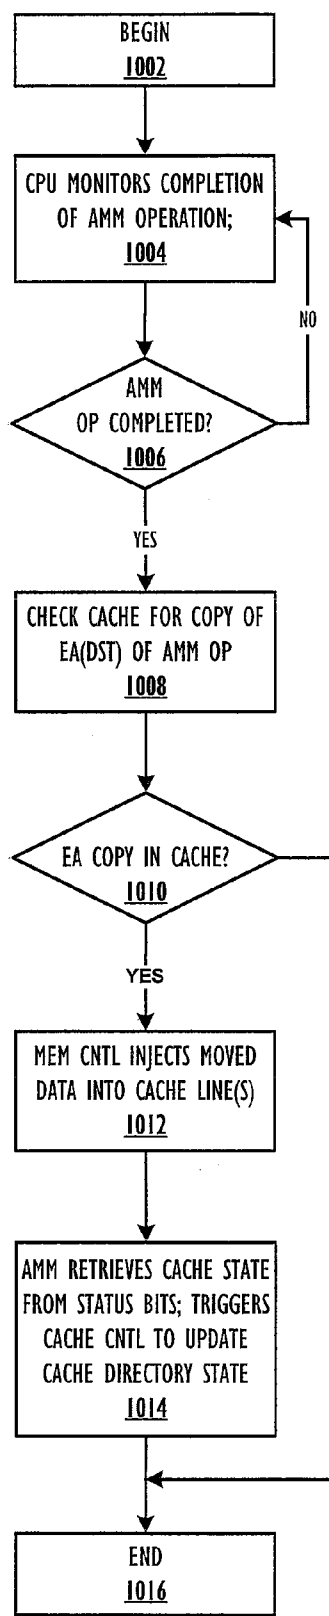 BEGIN
1002
CPU MONITORS COMPLETION
OF AMM OPERATION;
1004
NO
AMM
OP COMPLETED?
1006
YES
CHECK CACHE FOR COPY OF
EA(DST) OF AMM OP
1008
EA COPY IN CACHE?
1010
YES
MEM CNTL INJECTS MOVED
DATA INTO CACHE LINE(S)
1012
AMM RETRIEVES CACHE STATE
FROM STATUS BITS; TRIGGERS
CACHE CNTL TO UPDATE
CACHE DIRECTORY STATE
1014
END
1016